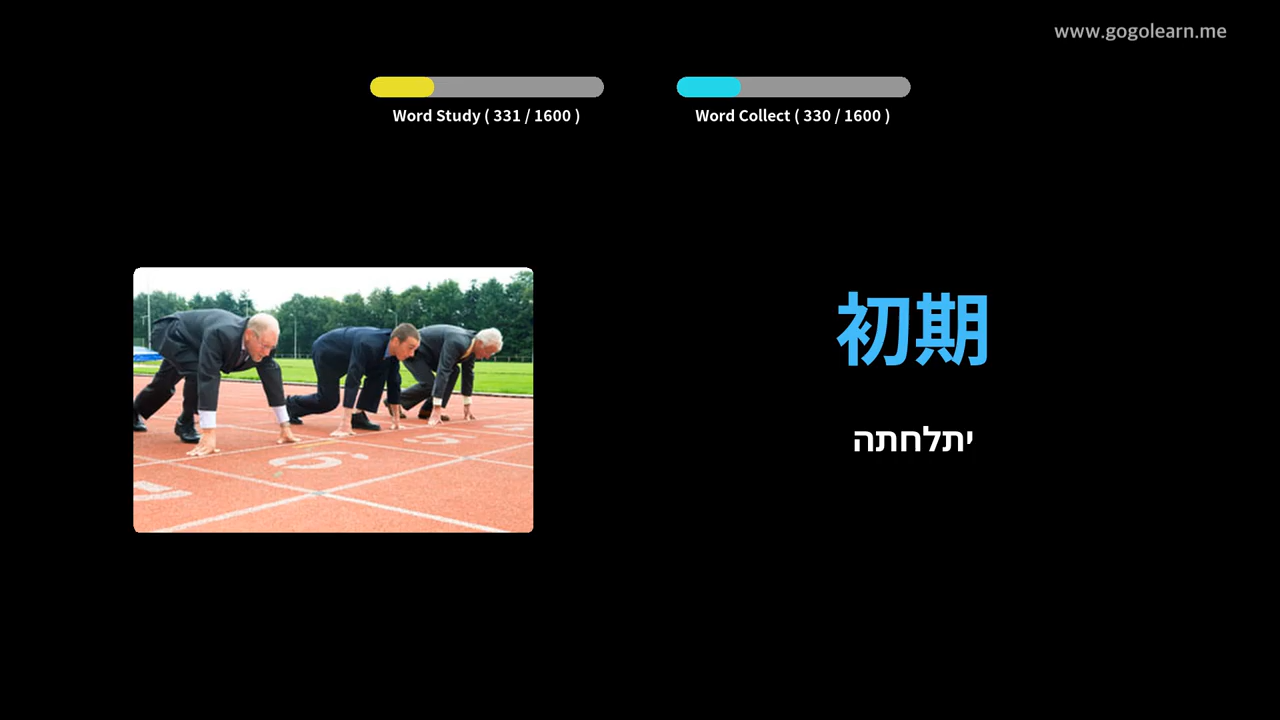 www.gogolearn.me
Word Study ( 331 / 1600 )
Word Collect ( 330 / 1600 )
初期
יתלחתה